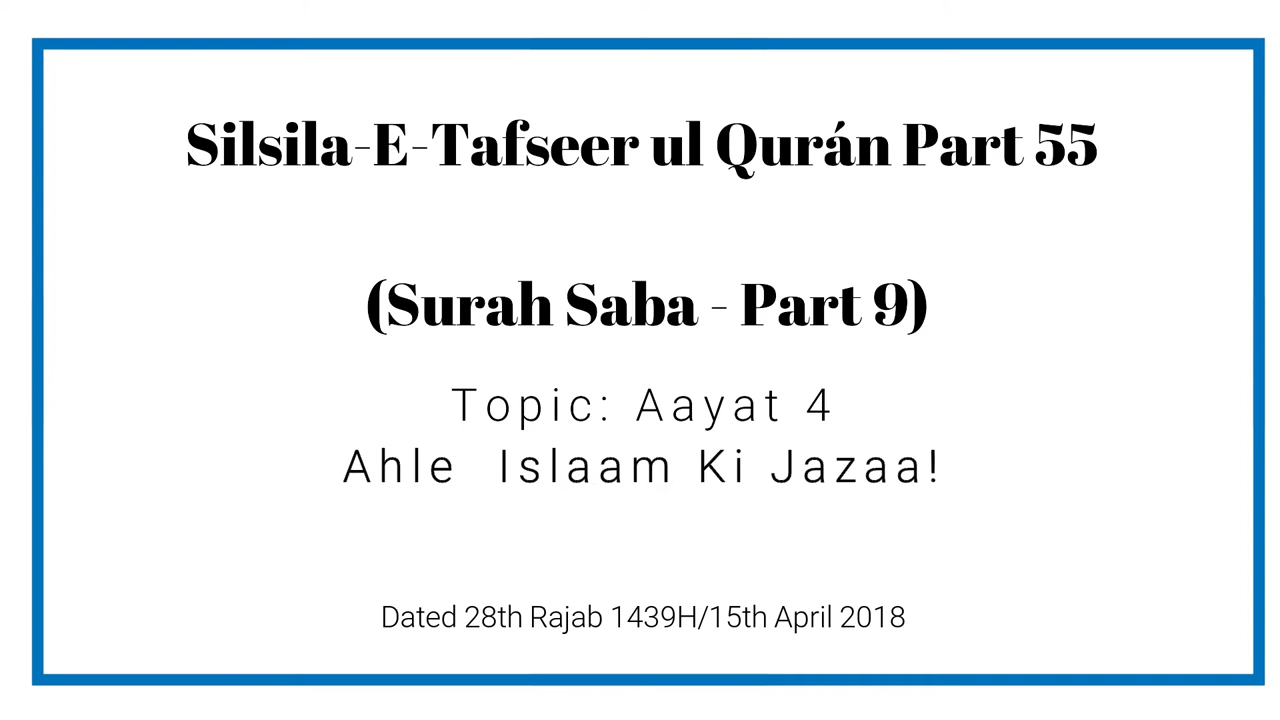 Silsila-E-Tafseer ul Qurán Part 55
(Surah Saba - Part 9)
Topic: Aayat 4
Ahle Islaam Ki Jazaa!
Dated 28th Rajab 1439H/15th April 2018